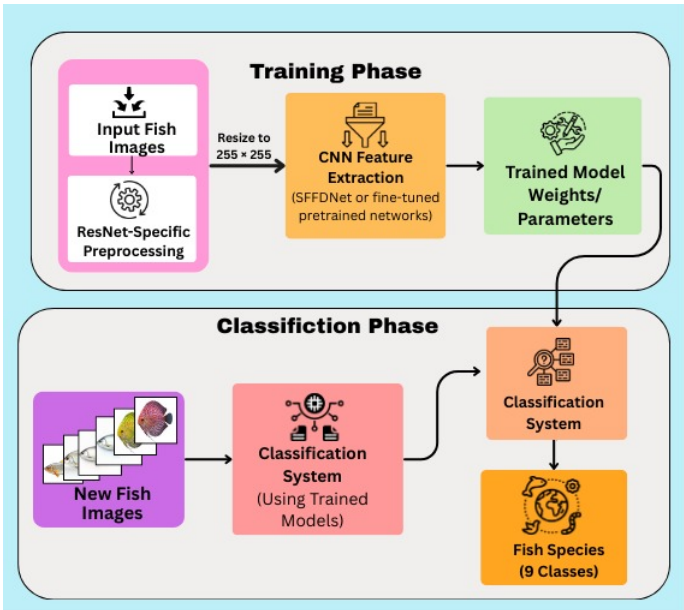 Training Phase
Input Fish
Images
ResNet-Specific
Preprocessing
Resize to
255 × 255
CNN Feature
Extraction
(SFFDNet or fine-tuned
pretrained networks)
Trained Model
Weights/
Parameters
Classifiction Phase
New Fish
Images
Classification
System
(Using Trained
Models)
Classification
System
Fish Species
(9 Classes)